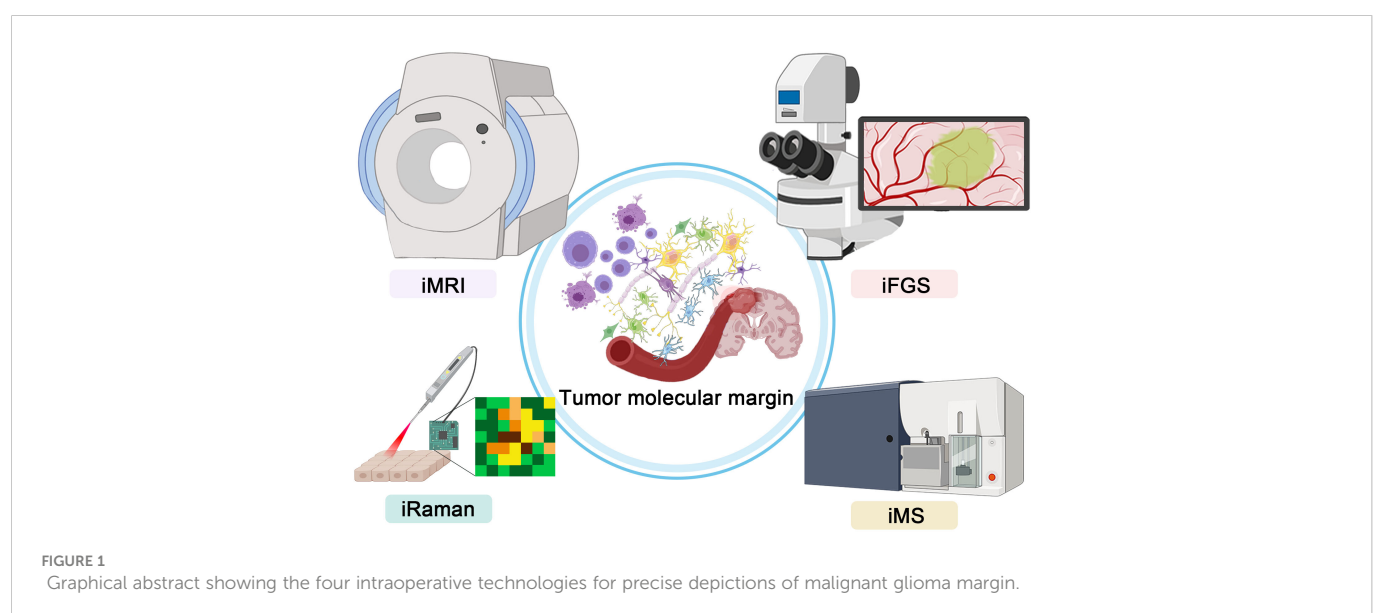 iMRI
iFGS
Tumor molecular margin
iRaman
iMS
FIGURE 1
Graphical abstract showing the four intraoperative technologies for precise depictions of malignant glioma margin.